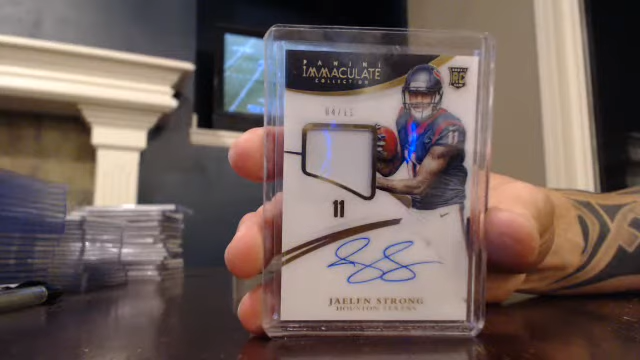 PANINI
IMMACULATE
COLLECTION
RC
11
JAELEN STRONG
HOUSTON TEXANS